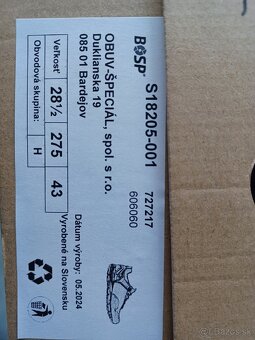 BOSP® S18205-001
727217
606060
OBUV-ŠPECIÁL, spol. s r.o.
Duklianska 19
085 01 Bardejov
Veľkosť
28½ 275 43
Obvodová skupina: H
Dátum výroby: 05.2024
Vyrobené na Slovensku